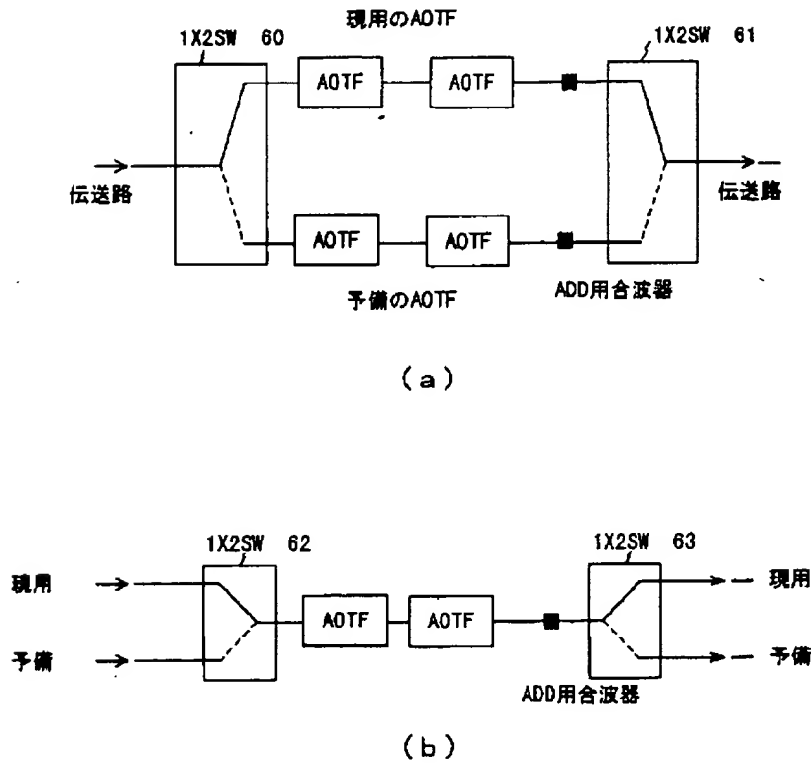 現用のAOTF
1X2SW 60
1X2SW 61
AOTF
AOTF
伝送路
伝送路
AOTF
AOTF
予備のAOTF
ADD用合波器
(a)
1X2SW 62
1X2SW 63
現用
現用
AOTF
AOTF
予備
予備
ADD用合波器
(b)